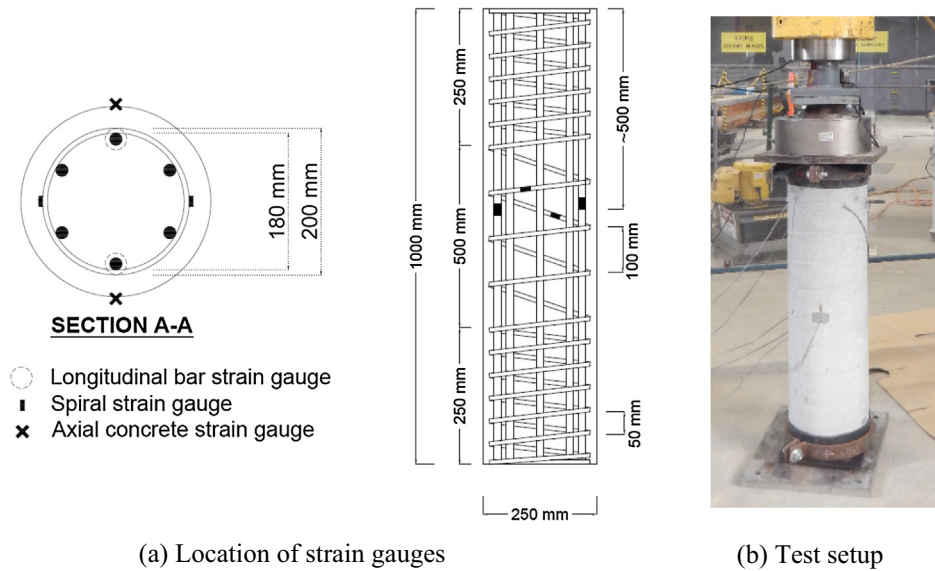 180 mm
200 mm
SECTION A-A
Longitudinal bar strain gauge
Spiral strain gauge
Axial concrete strain gauge
1000 mm
250 mm
500 mm
250 mm
~500 mm
100 mm
50 mm
250 mm
(a) Location of strain gauges
(b) Test setup